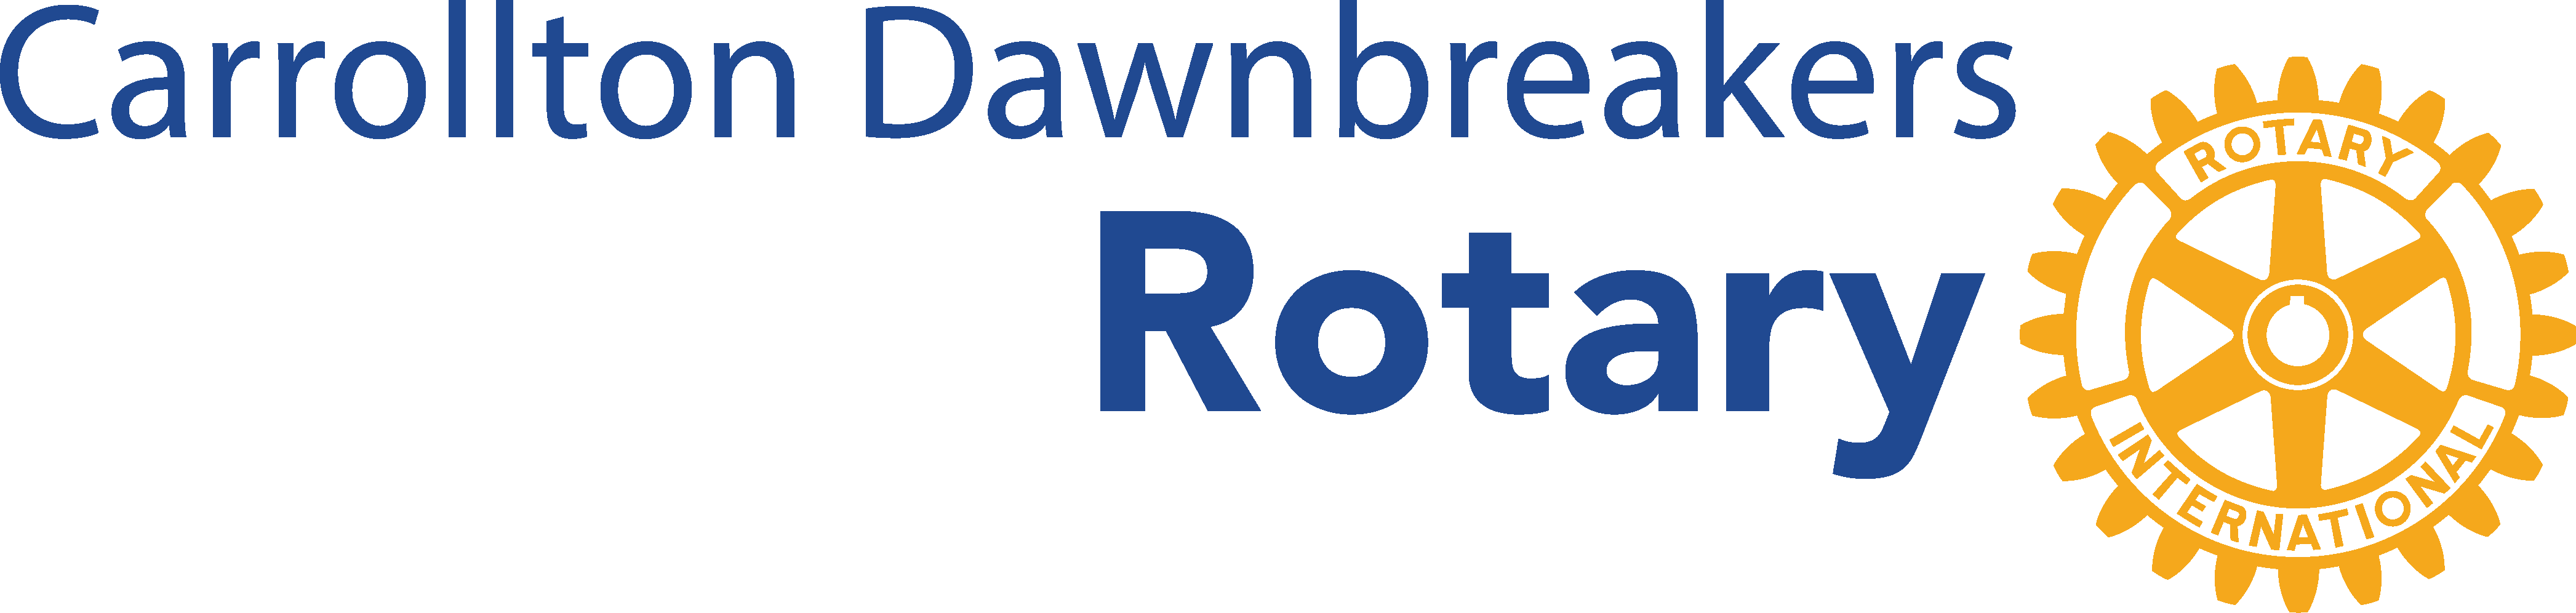 Carrollton Dawnbreakers
Rotary
ROTARY
INTERNATIONAL